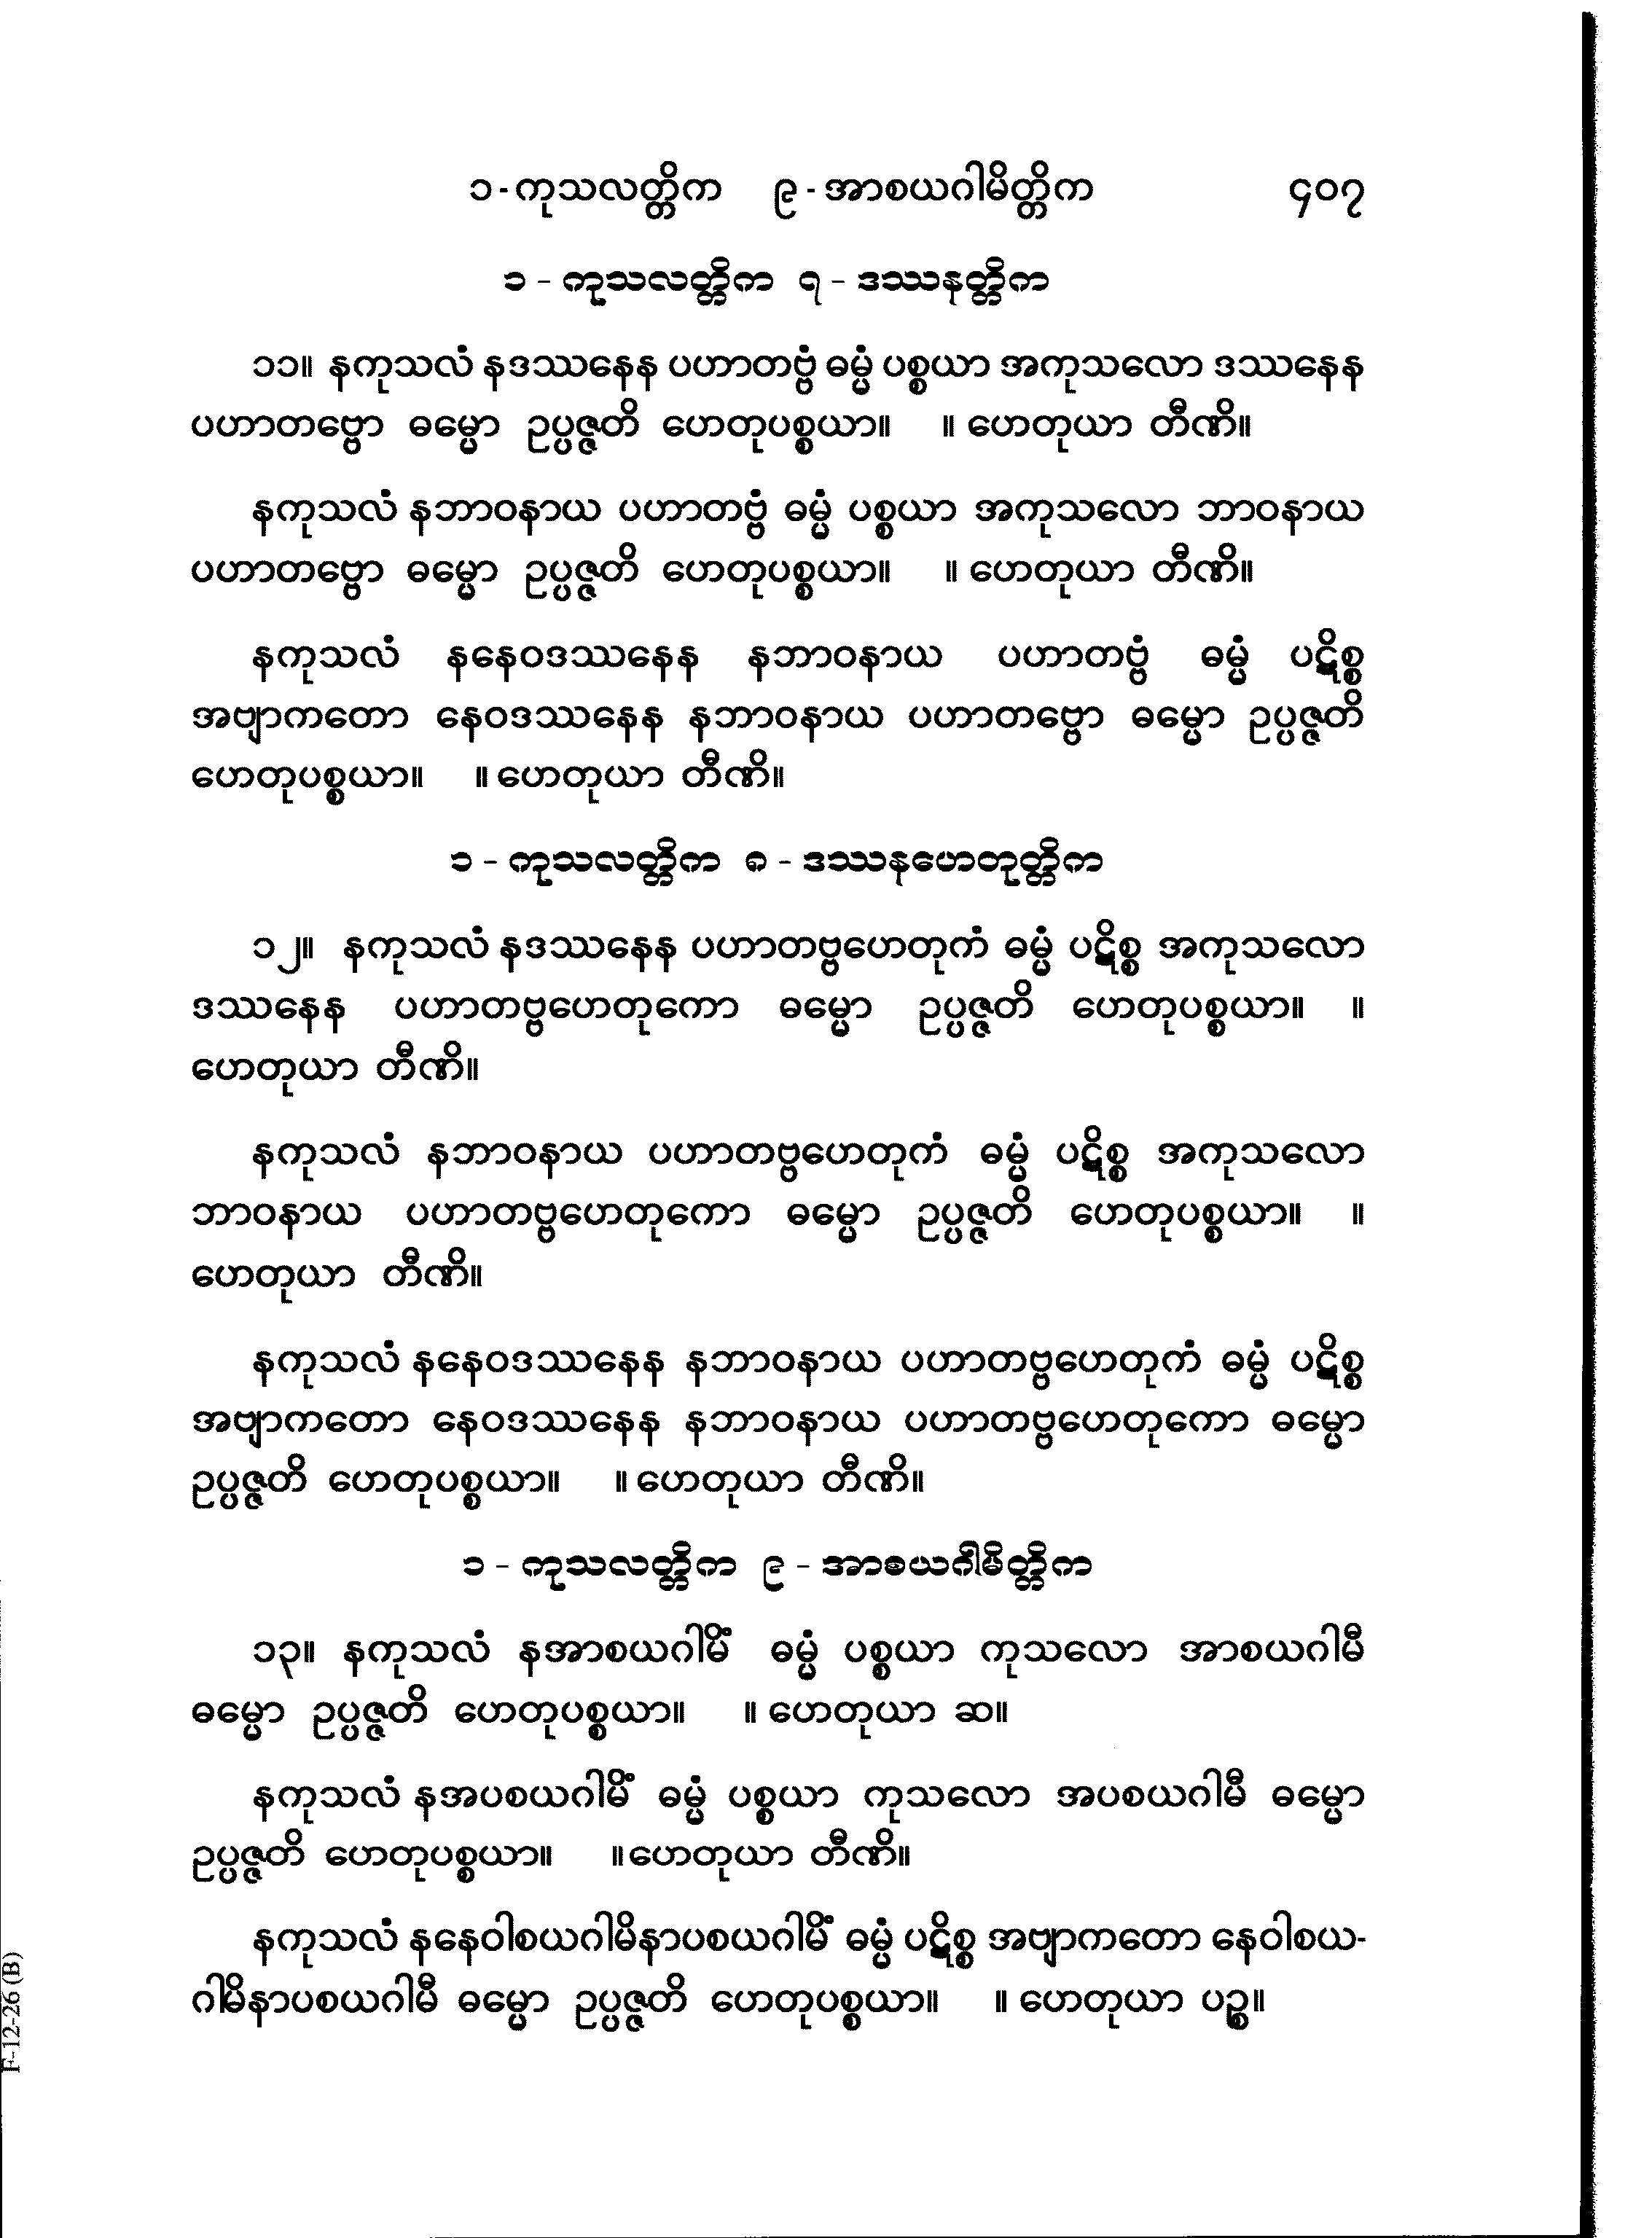 ၁-ကုသလတ္တိက ၉-အာစယဂါမိတ္တိက ၄၀၇
၁ - ကုသလတ္တိက ၇ - ဒဿနတ္တိက
၁၁။ နကုသလံ နဒဿနေန ပဟာတဗ္ဗံ ဓမ္မံ ပစ္စယာ အကုသလော ဒဿနေန
ပဟာတဗ္ဗော ဓမ္မော ဥပ္ပဇ္ဇတိ ဟေတုပစ္စယာ။ ။ ဟေတုယာ တီဏိ။
နကုသလံ နဘာဝနာယ ပဟာတဗ္ဗံ ဓမ္မံ ပစ္စယာ အကုသလော ဘာဝနာယ
ပဟာတဗ္ဗော ဓမ္မော ဥပ္ပဇ္ဇတိ ဟေတုပစ္စယာ။ ။ ဟေတုယာ တီဏိ။
နကုသလံ နနေဝဒဿနေန နဘာဝနာယ ပဟာတဗ္ဗံ ဓမ္မံ ပဋိစ္စ
အဗျာကတော နေဝဒဿနေန နဘာဝနာယ ပဟာတဗ္ဗော ဓမ္မော ဥပ္ပဇ္ဇတိ
ဟေတုပစ္စယာ။ ။ ဟေတုယာ တီဏိ။
၁ - ကုသလတ္တိက ၈ - ဒဿနဟေတုတ္တိက
၁၂။ နကုသလံ နဒဿနေန ပဟာတဗ္ဗဟေတုကံ ဓမ္မံ ပဋိစ္စ အကုသလော
ဒဿနေန ပဟာတဗ္ဗဟေတုကော ဓမ္မော ဥပ္ပဇ္ဇတိ ဟေတုပစ္စယာ။ ။
ဟေတုယာ တီဏိ။
နကုသလံ နဘာဝနာယ ပဟာတဗ္ဗဟေတုကံ ဓမ္မံ ပဋိစ္စ အကုသလော
ဘာဝနာယ ပဟာတဗ္ဗဟေတုကော ဓမ္မော ဥပ္ပဇ္ဇတိ ဟေတုပစ္စယာ။ ။
ဟေတုယာ တီဏိ။
နကုသလံ နနေဝဒဿနေန နဘာဝနာယ ပဟာတဗ္ဗဟေတုကံ ဓမ္မံ ပဋိစ္စ
အဗျာကတော နေဝဒဿနေန နဘာဝနာယ ပဟာတဗ္ဗဟေတုကော ဓမ္မော
ဥပ္ပဇ္ဇတိ ဟေတုပစ္စယာ။ ။ ဟေတုယာ တီဏိ။
၁ - ကုသလတ္တိက ၉ - အာစယဂါမိတ္တိက
၁၃။ နကုသလံ နအာစယဂါမိံ ဓမ္မံ ပစ္စယာ ကုသလော အာစယဂါမီ
ဓမ္မော ဥပ္ပဇ္ဇတိ ဟေတုပစ္စယာ။ ။ ဟေတုယာ ဆ။
နကုသလံ နအပစယဂါမိံ ဓမ္မံ ပစ္စယာ ကုသလော အပစယဂါမီ ဓမ္မော
ဥပ္ပဇ္ဇတိ ဟေတုပစ္စယာ။ ။ဟေတုယာ တီဏိ။
နကုသလံ နနေဝါစယဂါမိနာပစယဂါမိံ ဓမ္မံ ပဋိစ္စ အဗျာကတော နေဝါစယ-
ဂါမိနာပစယဂါမီ ဓမ္မော ဥပ္ပဇ္ဇတိ ဟေတုပစ္စယာ။ ။ ဟေတုယာ ပဉ္စ။
F-12-26 (B)